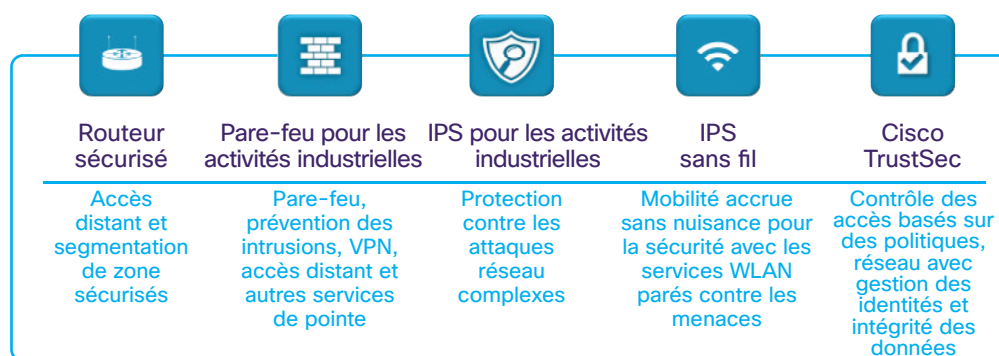 Routeur
sécurisé
Pare-feu pour les
activités industrielles
IPS pour les activités
industrielles
IPS
sans fil
Cisco
TrustSec
Accès
distant et
segmentation
de zone
sécurisés
Pare-feu,
prévention des
intrusions, VPN,
accès distant et
autres services
de pointe
Protection
contre les
attaques
réseau
complexes
Mobilité accrue
sans nuisance pour
la sécurité avec les
services WLAN
parés contre les
menaces
Contrôle des
accès basés sur
des politiques,
réseau avec
gestion des
identités et
intégrité des
données